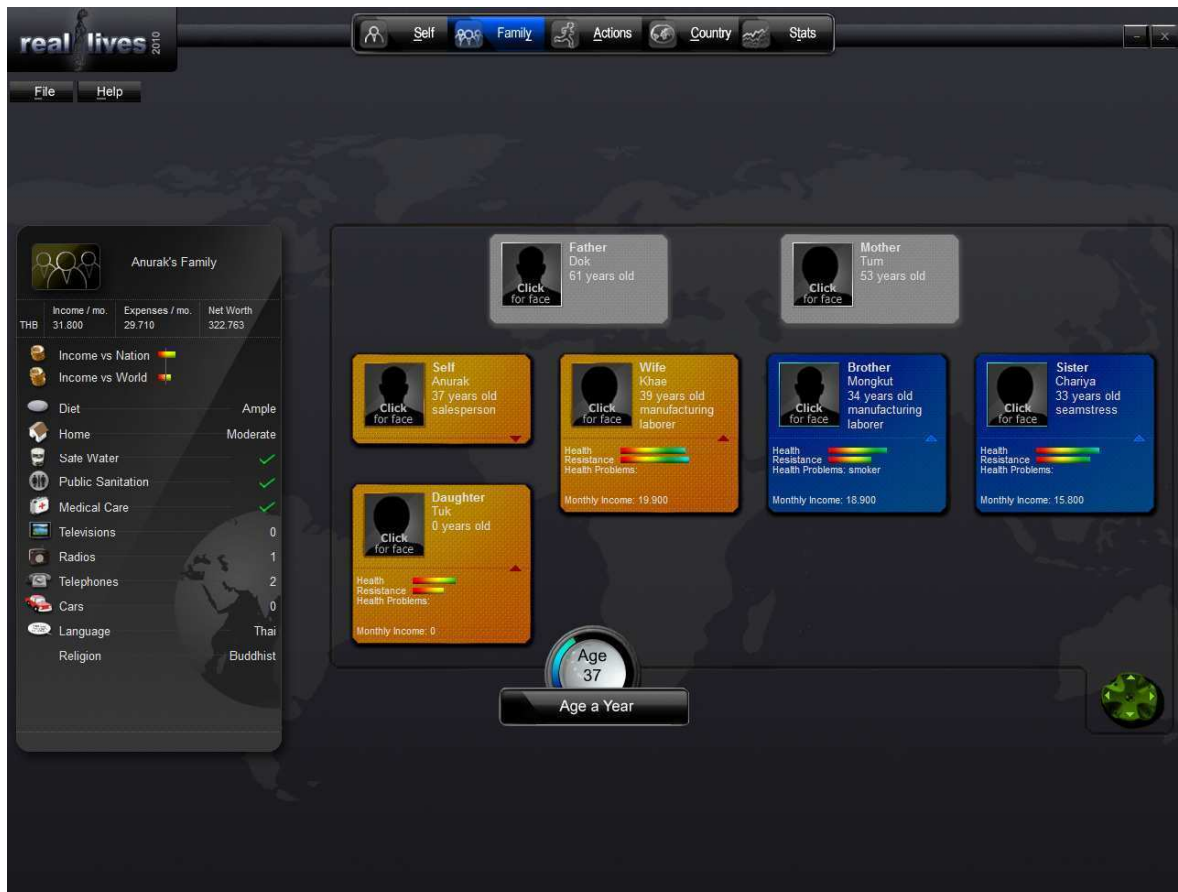 real lives 2010
Self Family Actions Country Stats
File Help
Anurak's Family
Income / mo. Expenses / mo. Net Worth
THB 31.800 29.710 322.763
Income vs Nation
Income vs World
Diet Ample
Home Moderate
Safe Water
Public Sanitation
Medical Care
Televisions 0
Radios 1
Telephones 2
Cars 0
Language Thai
Religion Buddhist
Father
Dok
61 years old
Click
for face
Mother
Tum
53 years old
Click
for face
Self
Anurak
37 years old
salesperson
Click
for face
Wife
Khae
39 years old
manufacturing
laborer
Click
for face
Health
Resistance
Health Problems:
Monthly Income: 19.900
Brother
Mongkut
34 years old
manufacturing
laborer
Click
for face
Health
Resistance
Health Problems: smoker
Monthly Income: 18.900
Sister
Chariya
33 years old
seamstress
Click
for face
Health
Resistance
Health Problems:
Monthly Income: 15.800
Daughter
Tuk
0 years old
Click
for face
Health
Resistance
Health Problems:
Monthly Income: 0
Age
37
Age a Year